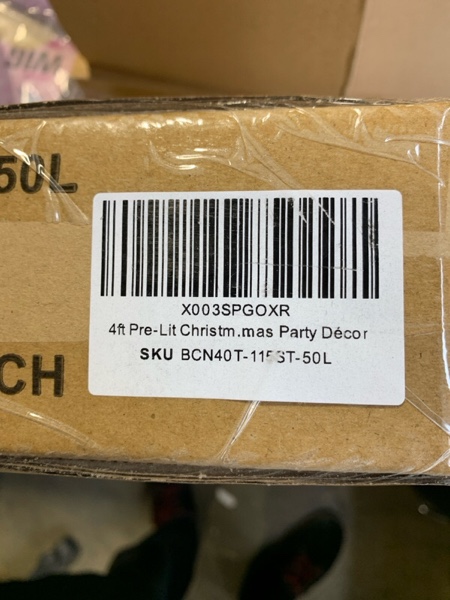 50L
X003SPGOXR
4ft Pre-Lit Christm.mas Party Décor
SKU BCN40T-115ST-50L
CH